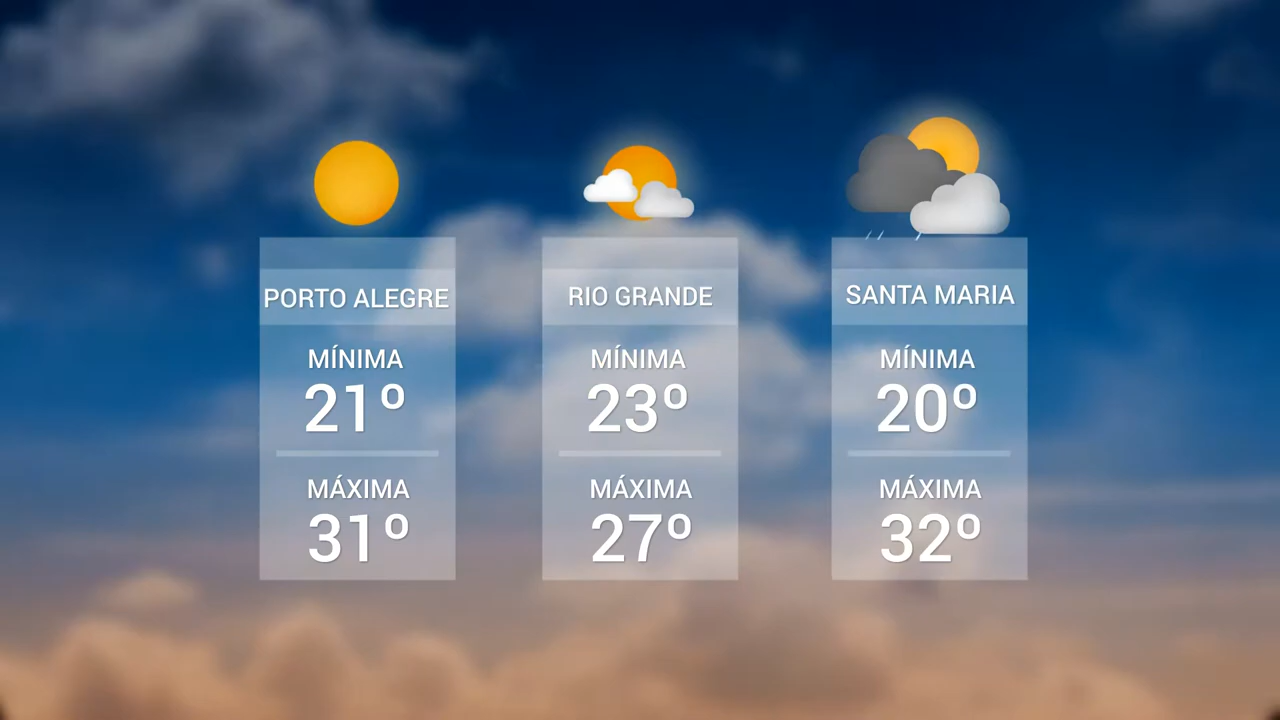 PORTO ALEGRE
MÍNIMA
21º
MÁXIMA
31º
RIO GRANDE
MÍNIMA
23º
MÁXIMA
27º
SANTA MARIA
MÍNIMA
20º
MÁXIMA
32º